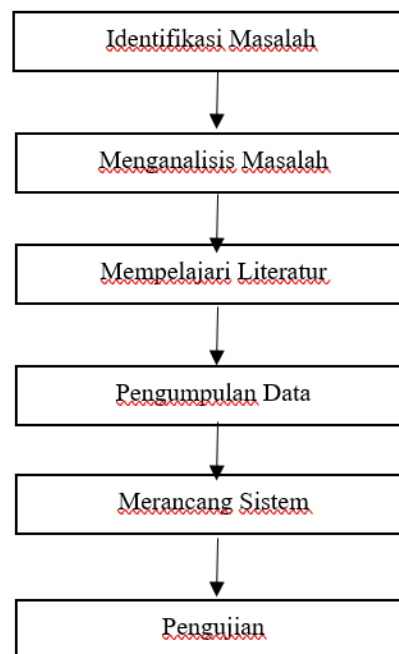 Identifikasi Masalah
Menganalisis Masalah
Mempelajari Literatur
Pengumpulan Data
Merancang Sistem
Pengujian